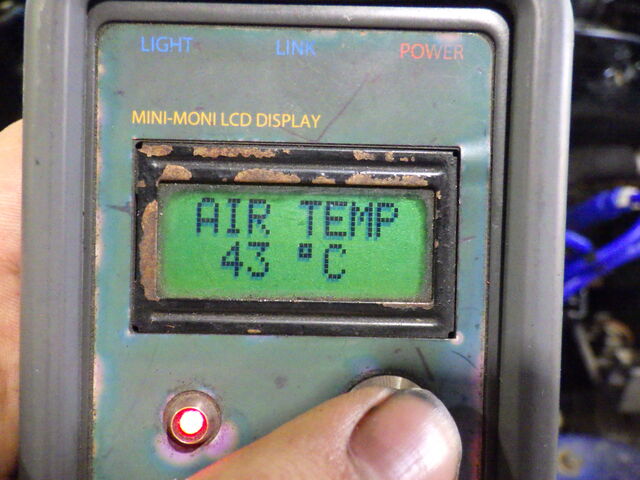 LIGHT LINK POWER
MINI-MONI LCD DISPLAY
AIR TEMP
43 °C